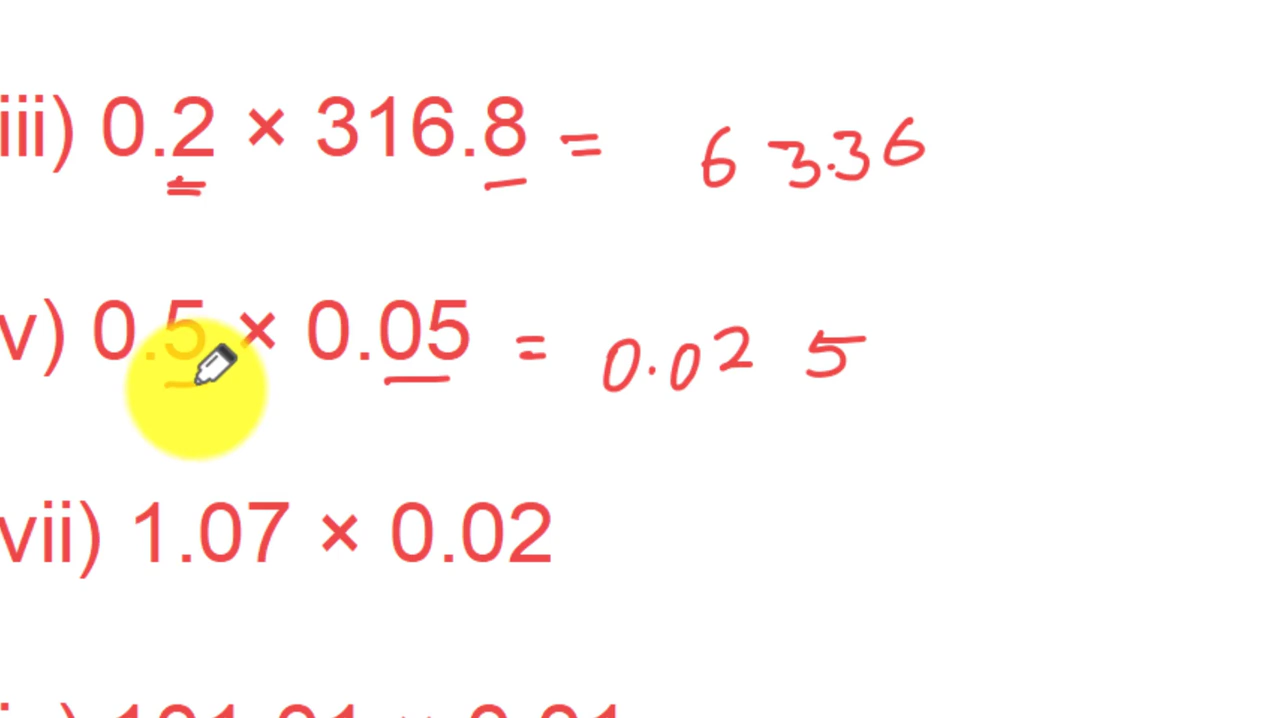 iii) 0.2 × 316.8 = 63.36
v) 0.5 × 0.05 = 0.025
vii) 1.07 × 0.02